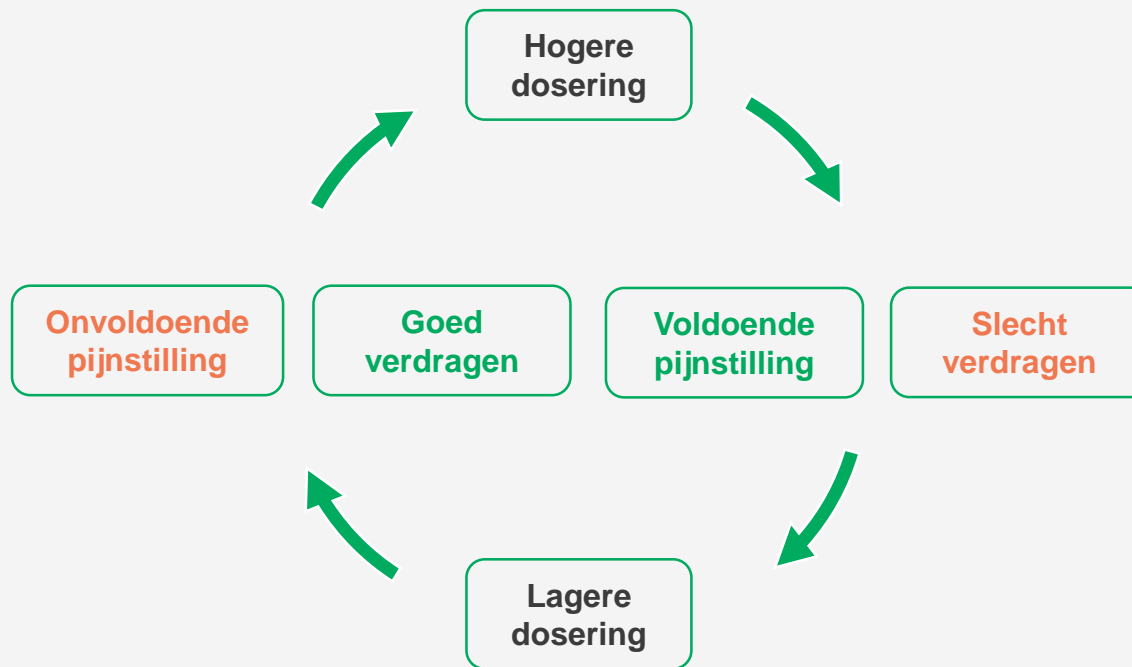 Hogere
dosering
Onvoldoende
pijnstilling
Goed
verdragen
Voldoende
pijnstilling
Slecht
verdragen
Lagere
dosering